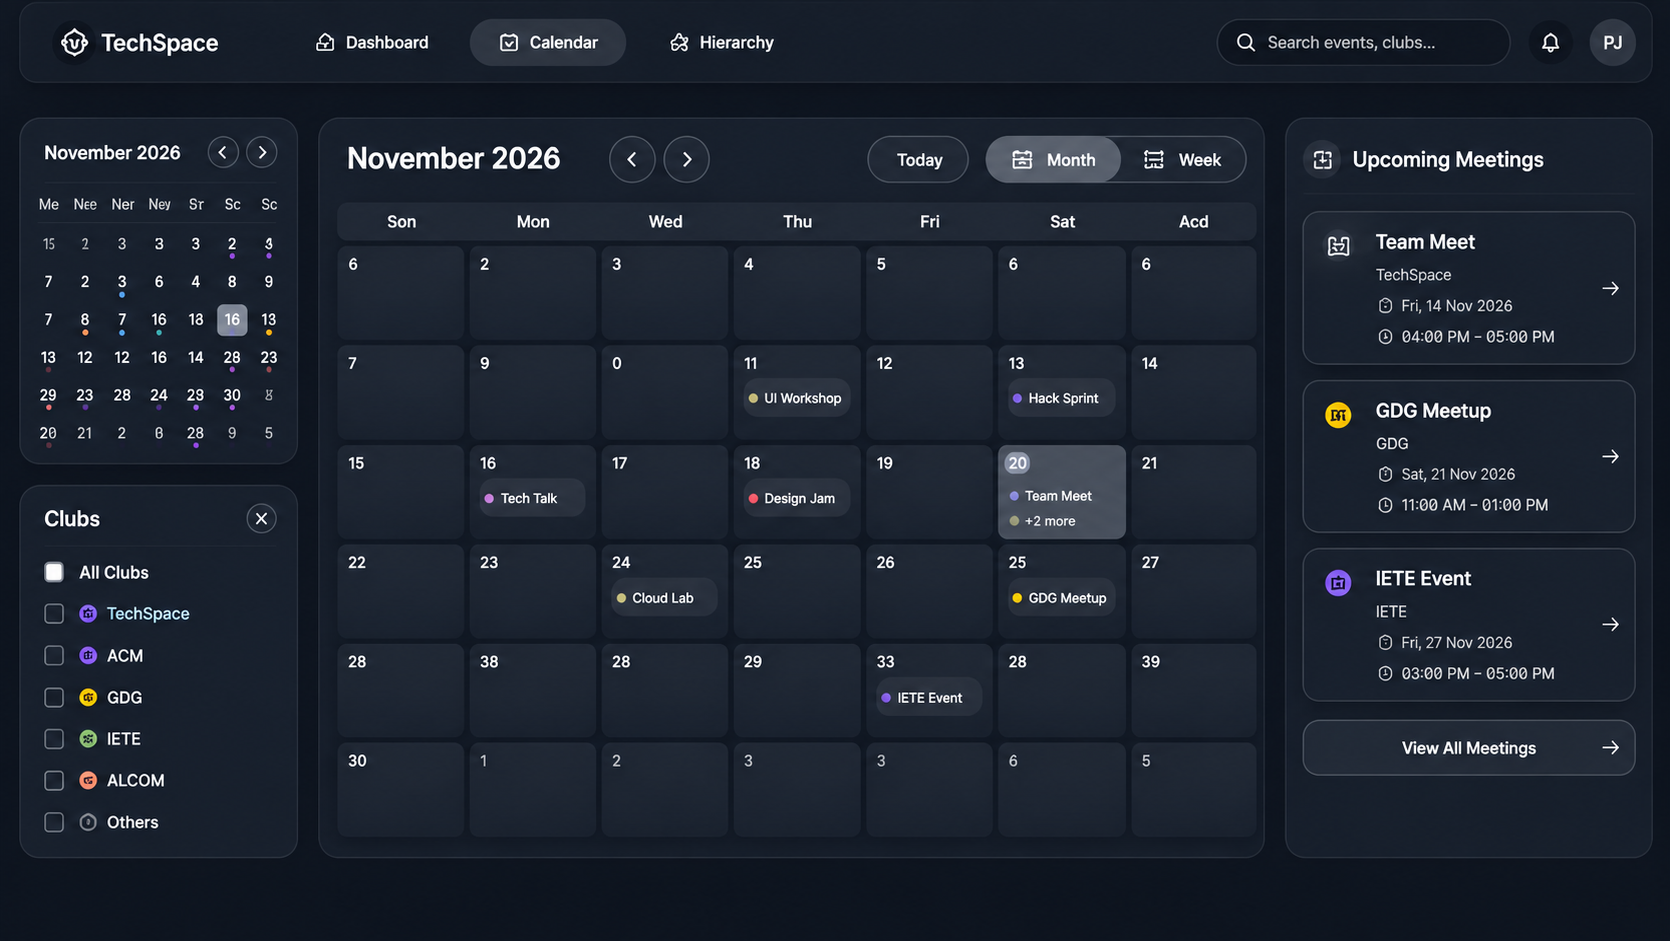 TechSpace
Dashboard
Calendar
Hierarchy
Search events, clubs...
PJ
November 2026
Me Nee Ner Ney Sr Sc Sc
15 2 3 3 3 2 3
7 2 3 6 4 8 9
7 8 7 16 18 16 13
13 12 12 16 14 28 23
29 23 28 24 29 30 8
20 21 2 6 28 9 5
Clubs
All Clubs
TechSpace
ACM
GDG
IETE
ALCOM
Others
November 2026
Today
Month
Week
Son Mon Wed Thu Fri Sat Acd
6 2 3 4 5 6 6
7 9 0 11 12 13 14
UI Workshop
Hack Sprint
15 16 17 18 19 20 21
Tech Talk
Design Jam
Team Meet
+2 more
22 23 24 25 26 25 27
Cloud Lab
GDG Meetup
28 38 28 29 33 28 39
IETE Event
30 1 2 3 3 6 5
Upcoming Meetings
Team Meet
TechSpace
Fri, 14 Nov 2026
04:00 PM – 05:00 PM
GDG Meetup
GDG
Sat, 21 Nov 2026
11:00 AM – 01:00 PM
IETE Event
IETE
Fri, 27 Nov 2026
03:00 PM – 05:00 PM
View All Meetings